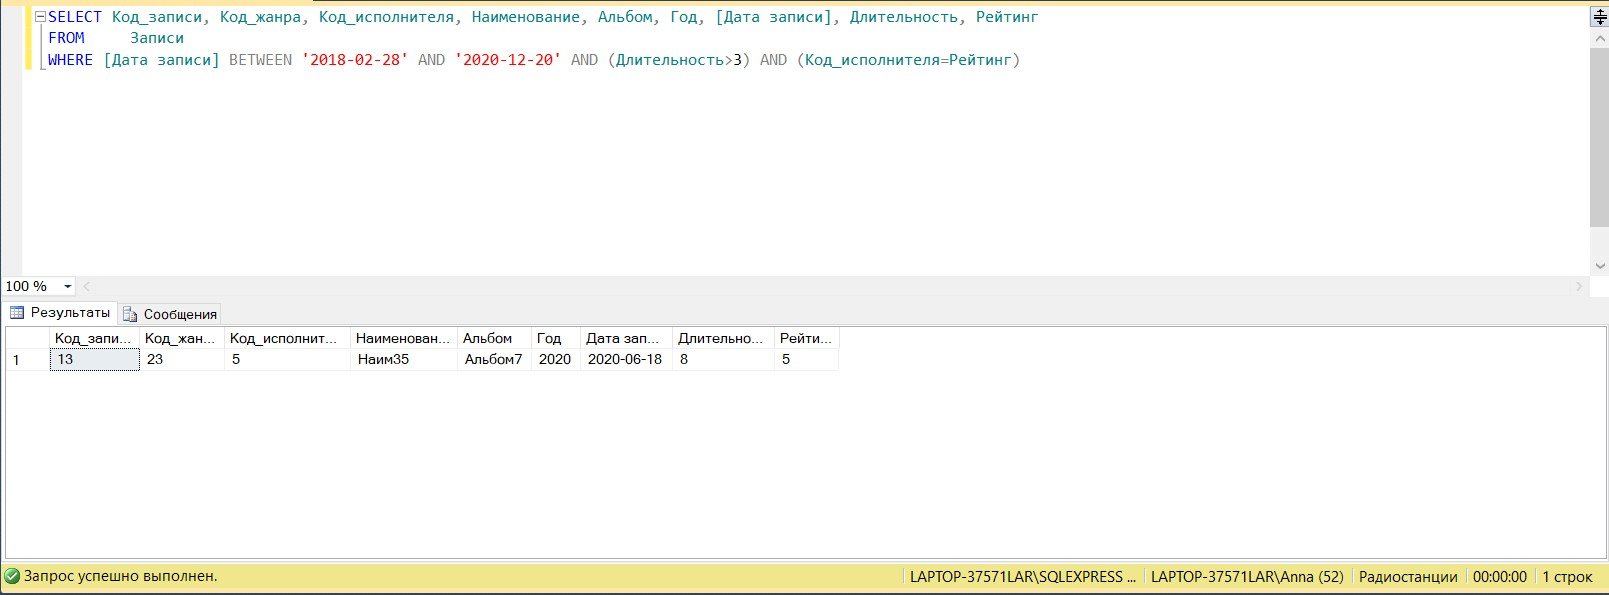 SELECT Код_записи, Код_жанра, Код_исполнителя, Наименование, Альбом, Год, [Дата записи], Длительность, Рейтинг
FROM Записи
WHERE [Дата записи] BETWEEN '2018-02-28' AND '2020-12-20' AND (Длительность>3) AND (Код_исполнителя=Рейтинг)
100 %
Результаты Сообщения
Код_запи... Код_жан... Код_исполнит... Наименован... Альбом Год Дата зап... Длительно... Рейти...
1 13 23 5 Наим35 Альбом7 2020 2020-06-18 8 5
Запрос успешно выполнен. LAPTOP-37571LAR\SQLEXPRESS ... LAPTOP-37571LAR\Anna (52) Радиостанции 00:00:00 1 строк